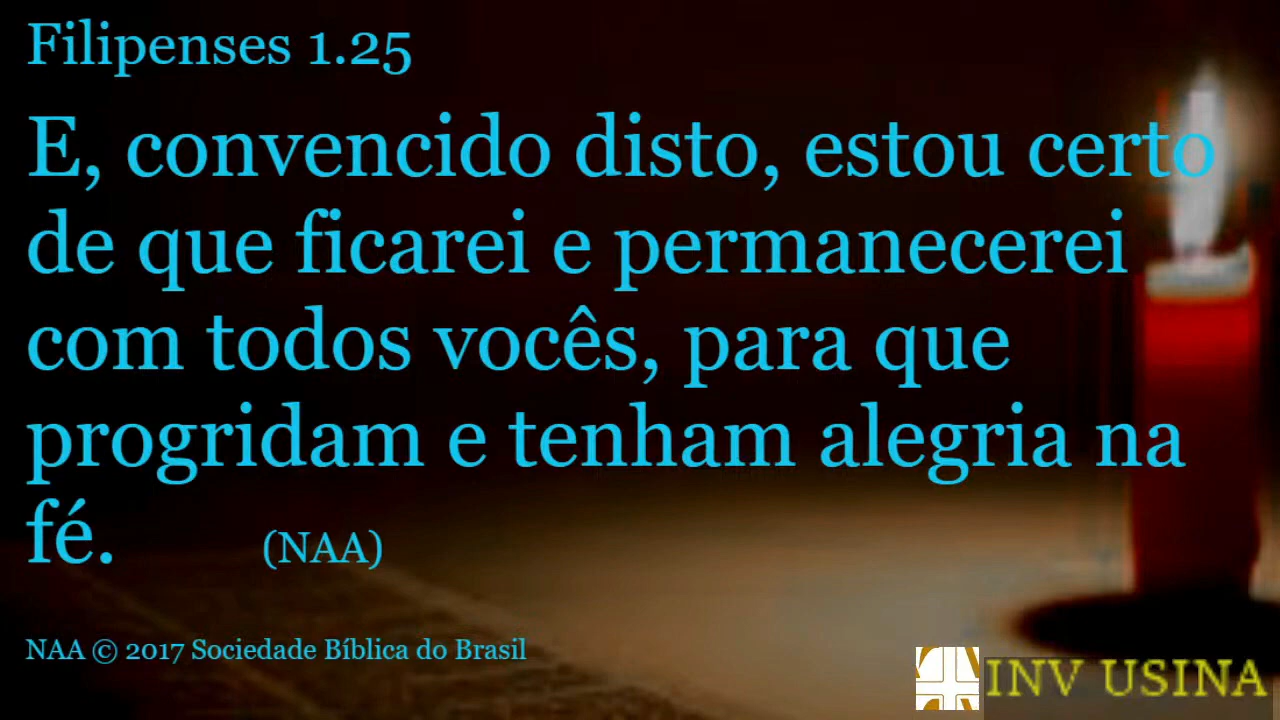 Filipenses 1.25
E, convencido disto, estou certo
de que ficarei e permanecerei
com todos vocês, para que
progridam e tenham alegria na
fé. (NAA)
NAA © 2017 Sociedade Bíblica do Brasil
INV USINA